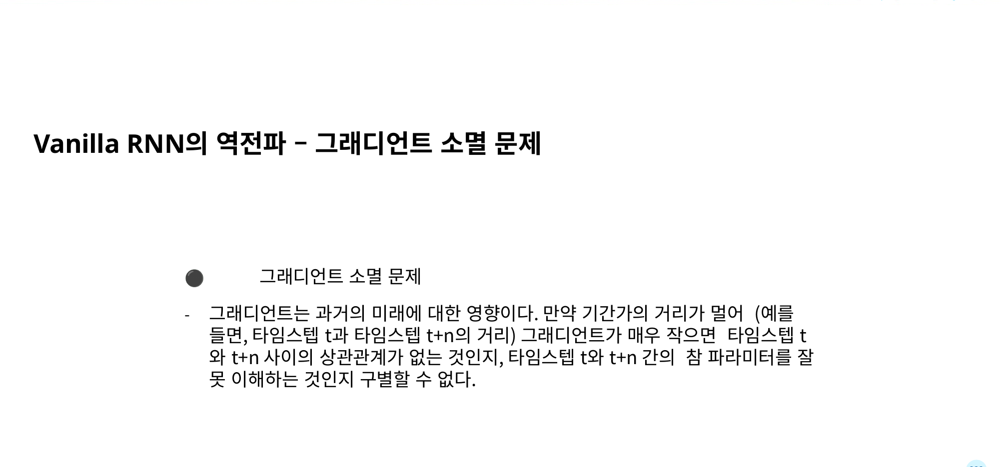 Vanilla RNN의 역전파 – 그래디언트 소멸 문제
⚫ 그래디언트 소멸 문제
- 그래디언트는 과거의 미래에 대한 영향이다. 만약 기간가의 거리가 멀어 (예를
들면, 타임스텝 t과 타임스텝 t+n의 거리) 그래디언트가 매우 작으면 타임스텝 t
와 t+n 사이의 상관관계가 없는 것인지, 타임스텝 t와 t+n 간의 참 파라미터를 잘
못 이해하는 것인지 구별할 수 없다.